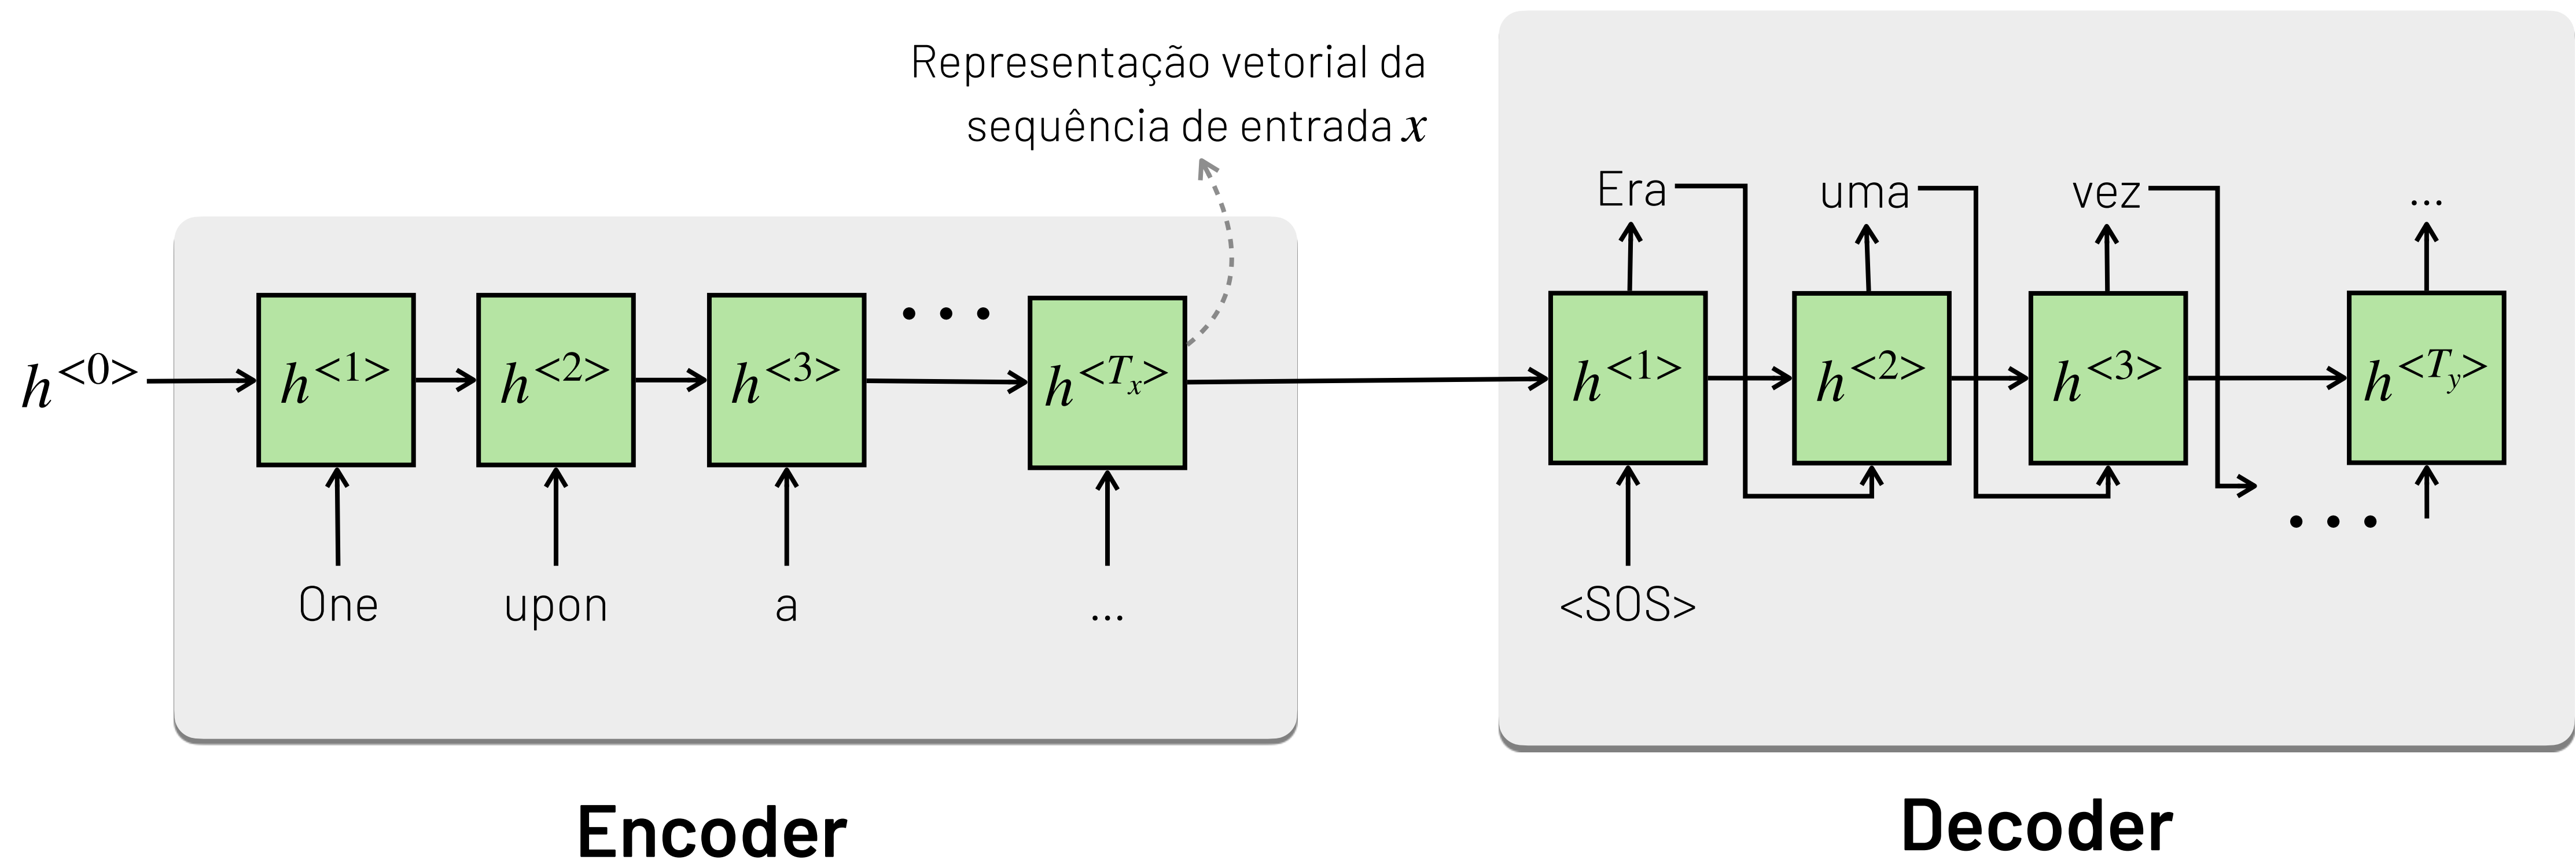 Representação vetorial da
sequência de entrada x
Era uma vez ...
h<0> h<1> h<2> h<3> ... h<Tx> h<1> h<2> h<3> h<Ty>
...
One upon a ... <SOS>
Encoder Decoder